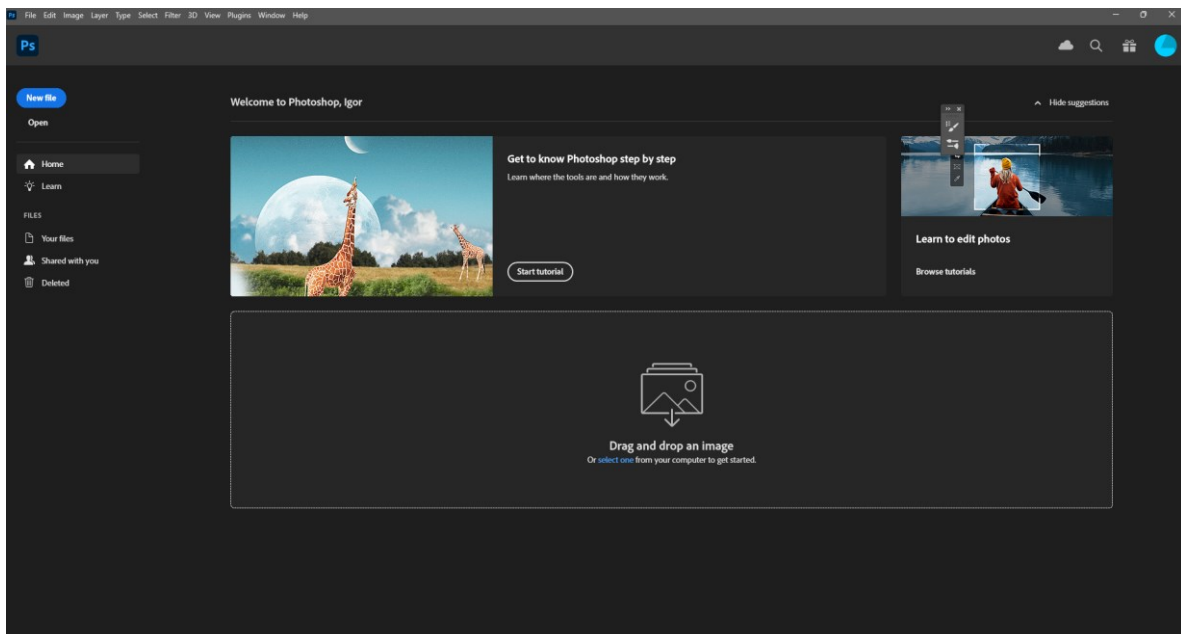 Ps File Edit Image Layer Type Select Filter 3D View Plugins Window Help
Ps
New file
Open
Home
Learn
FILES
Your files
Shared with you
Deleted
Welcome to Photoshop, Igor
Hide suggestions
Get to know Photoshop step by step
Learn where the tools are and how they work.
Start tutorial
Learn to edit photos
Browse tutorials
Drag and drop an image
Or select one from your computer to get started.